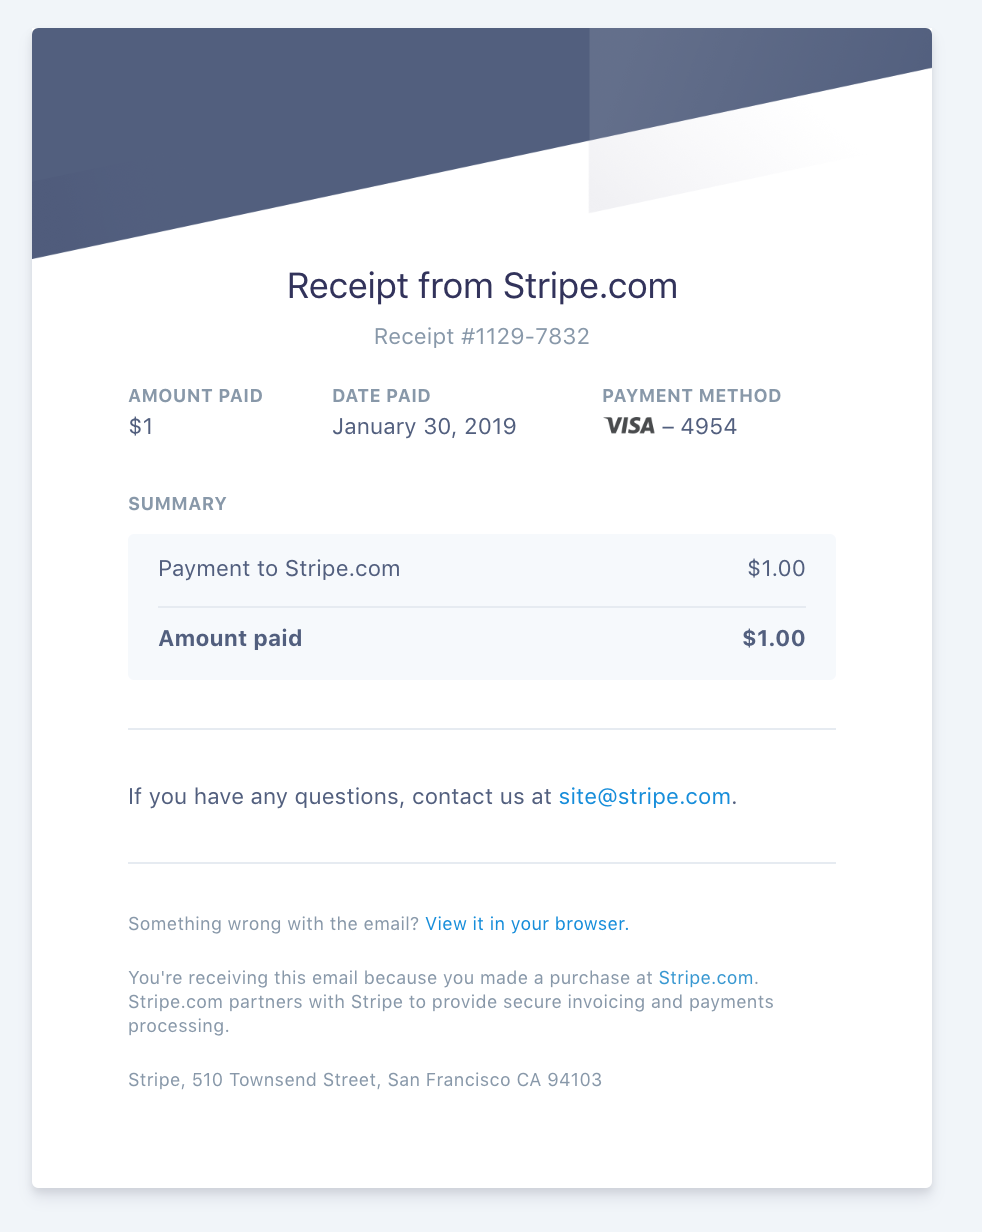 Receipt from Stripe.com
Receipt #1129-7832
AMOUNT PAID DATE PAID PAYMENT METHOD
$1 January 30, 2019 VISA – 4954
SUMMARY
Payment to Stripe.com $1.00
Amount paid $1.00
If you have any questions, contact us at site@stripe.com.
Something wrong with the email? View it in your browser.
You're receiving this email because you made a purchase at Stripe.com.
Stripe.com partners with Stripe to provide secure invoicing and payments
processing.
Stripe, 510 Townsend Street, San Francisco CA 94103